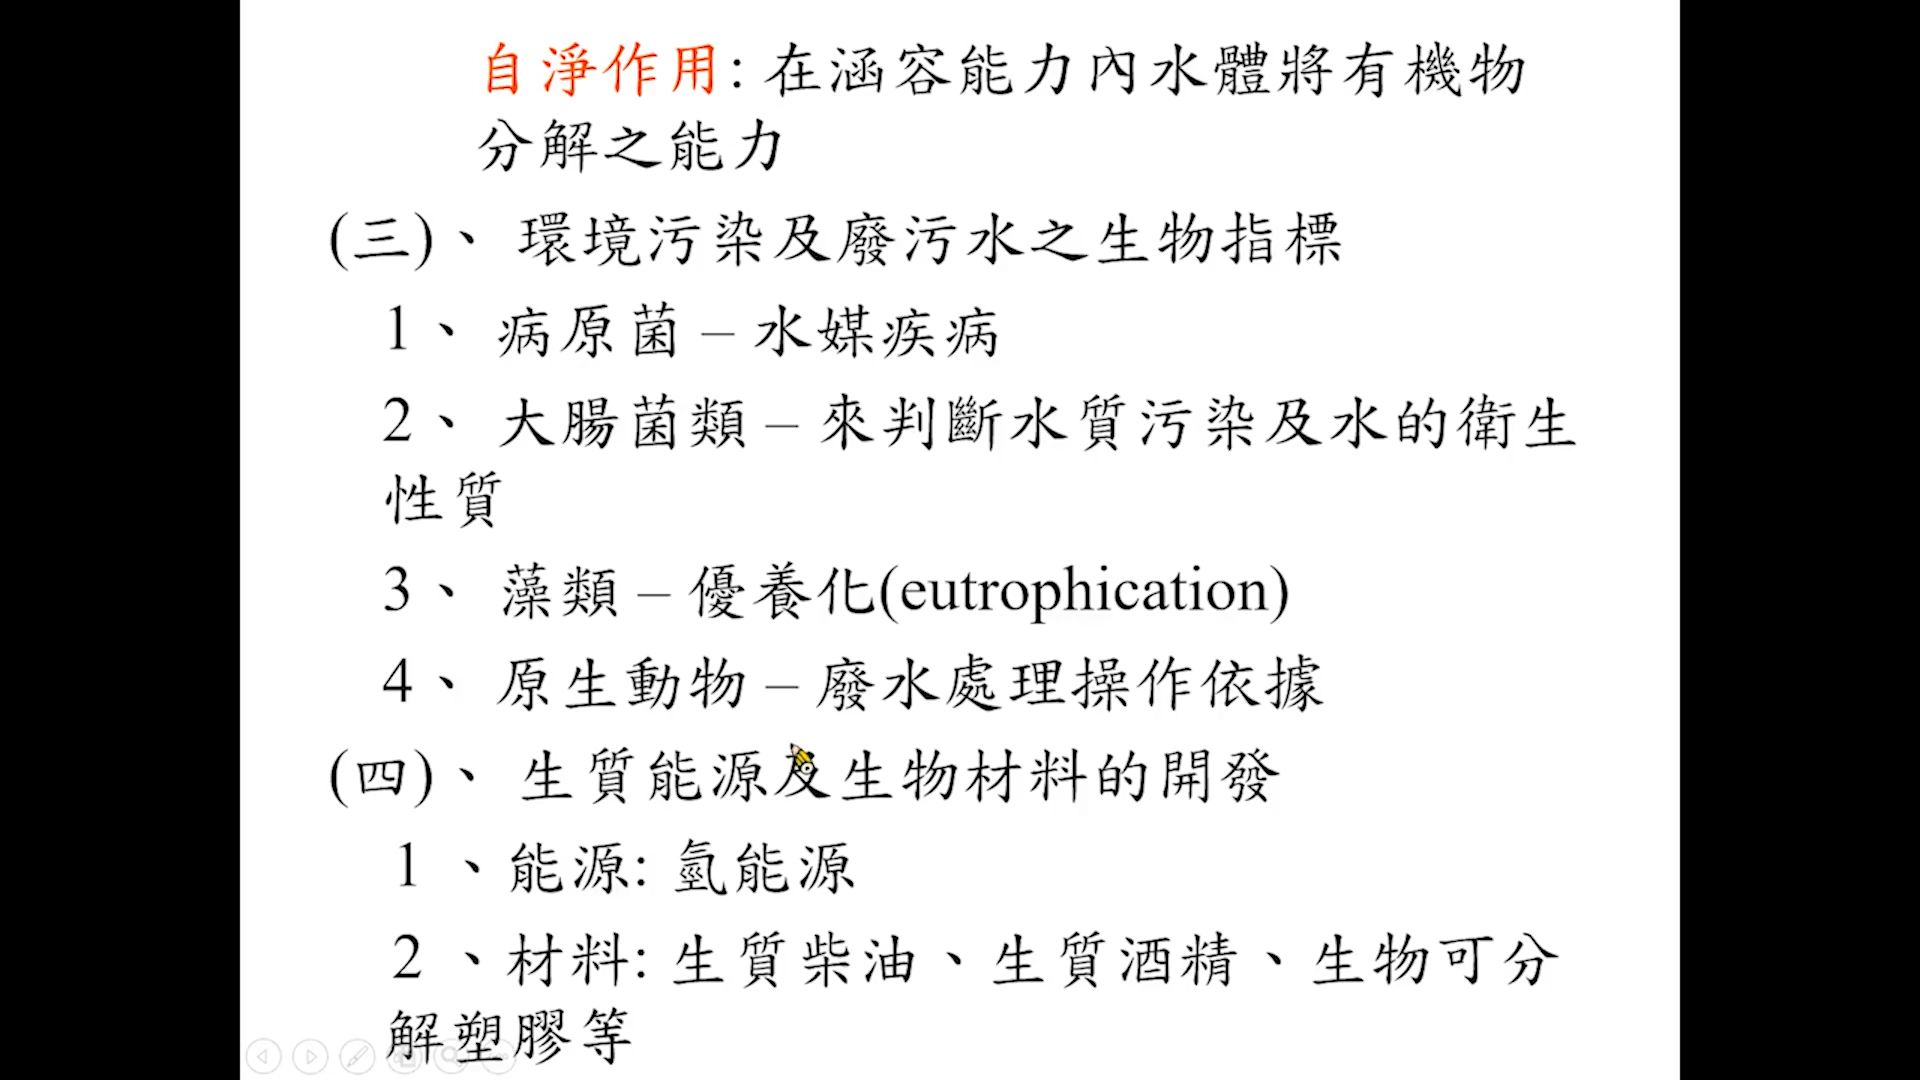 自淨作用: 在涵容能力內水體將有機物
分解之能力
(三)、 環境污染及廢污水之生物指標
1、 病原菌 – 水媒疾病
2、 大腸菌類 – 來判斷水質污染及水的衛生
性質
3、 藻類 – 優養化(eutrophication)
4、 原生動物 – 廢水處理操作依據
(四)、 生質能源及生物材料的開發
1 、能源: 氫能源
2 、材料: 生質柴油、生質酒精、生物可分
解塑膠等